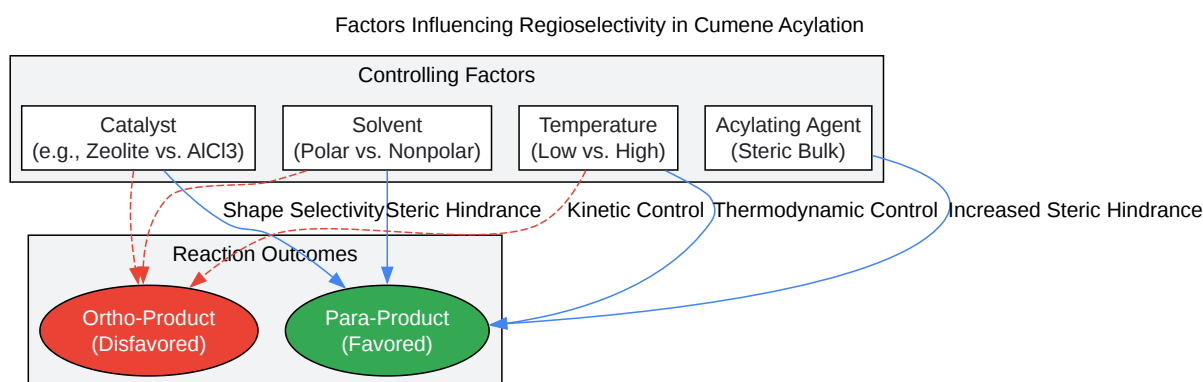 Factors Influencing Regioselectivity in Cumene Acylation
Controlling Factors
Catalyst
(e.g., Zeolite vs. AlCl3)
Solvent
(Polar vs. Nonpolar)
Temperature
(Low vs. High)
Acylating Agent
(Steric Bulk)
Shape Selectivity
Steric Hindrance
Kinetic Control
Thermodynamic Control
Increased Steric Hindrance
Reaction Outcomes
Ortho-Product
(Disfavored)
Para-Product
(Favored)